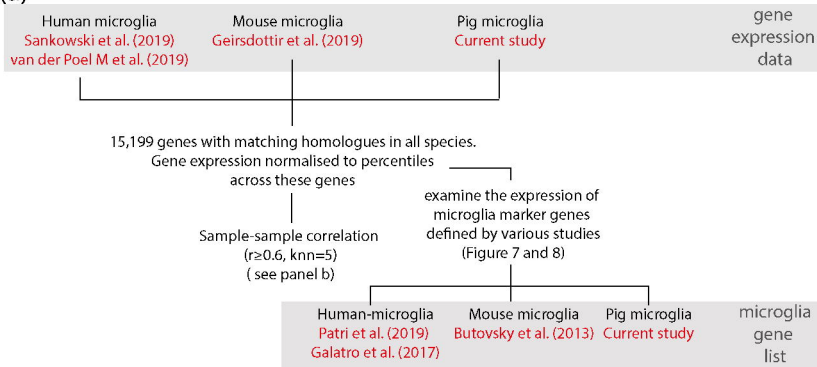 Human microglia
Sankowski et al. (2019)
van der Poel M et al. (2019)
Mouse microglia
Geirsdottir et al. (2019)
Pig microglia
Current study
gene
expression
data
15,199 genes with matching homologues in all species.
Gene expression normalised to percentiles
across these genes
Sample-sample correlation
(r≥0.6, knn=5)
( see panel b)
examine the expression of
microglia marker genes
defined by various studies
(Figure 7 and 8)
Human-microglia
Patri et al. (2019)
Galatro et al. (2017)
Mouse microglia
Butovsky et al. (2013)
Pig microglia
Current study
microglia
gene
list